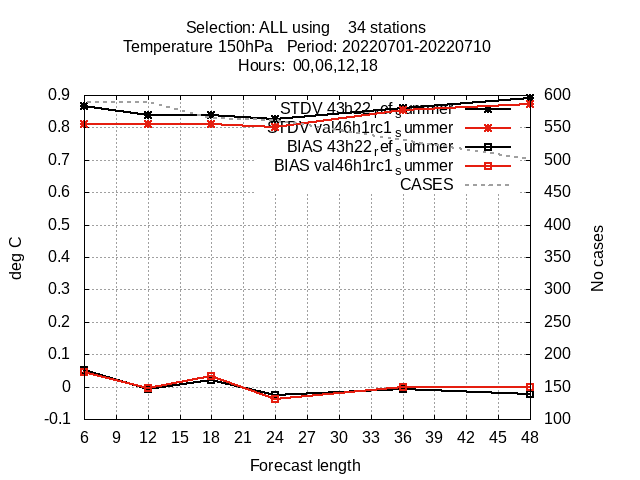 Selection: ALL using    34 stations
Temperature 150hPa   Period: 20220701-20220710
Hours:  00,06,12,18
0.9 600
STDV 43h22_ref_summer
0.8 550
STDV val46h1rc1_summer
BIAS 43h22_ref_summer
0.7 500
BIAS val46h1rc1_summer
CASES
0.6 450
0.5 400
0.4 350
0.3 300
0.2 250
0.1 200
0 150
-0.1 100
deg C
No cases
6 9 12 15 18 21 24 27 30 33 36 39 42 45 48
Forecast length